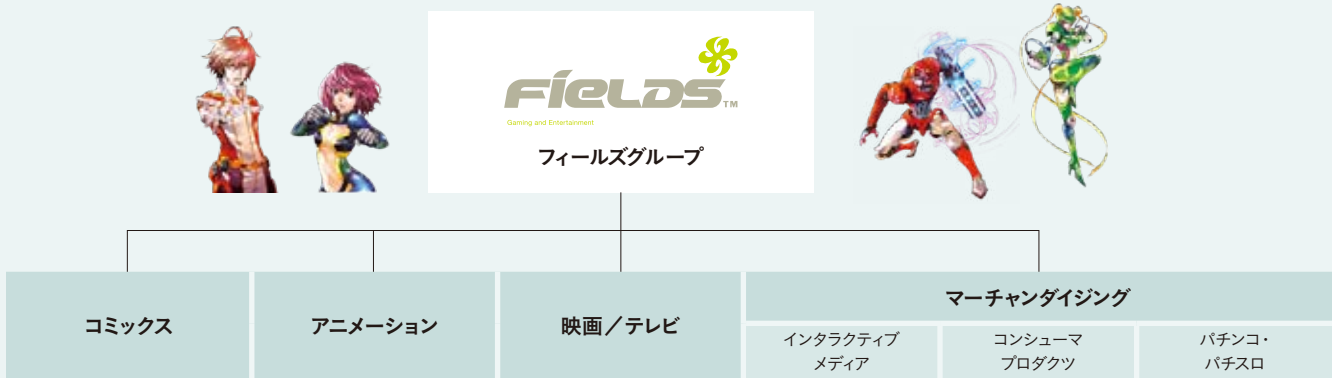 FIELDS™
Gaming and Entertainment
フィールズグループ
コミックス
アニメーション
映画／テレビ
マーチャンダイジング
インタラクティブ
メディア
コンシューマ
プロダクツ
パチンコ・
パチスロ